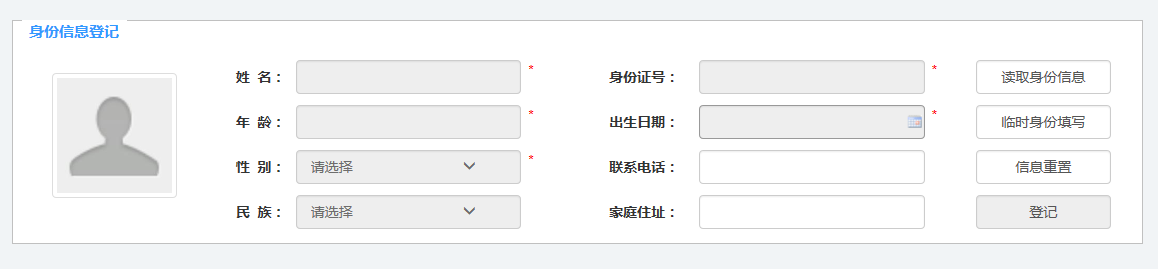 身份信息登记
姓 名： * 身份证号： * 读取身份信息
年 龄： * 出生日期： * 临时身份填写
性 别： 请选择 * 联系电话： 信息重置
民 族： 请选择 家庭住址： 登记